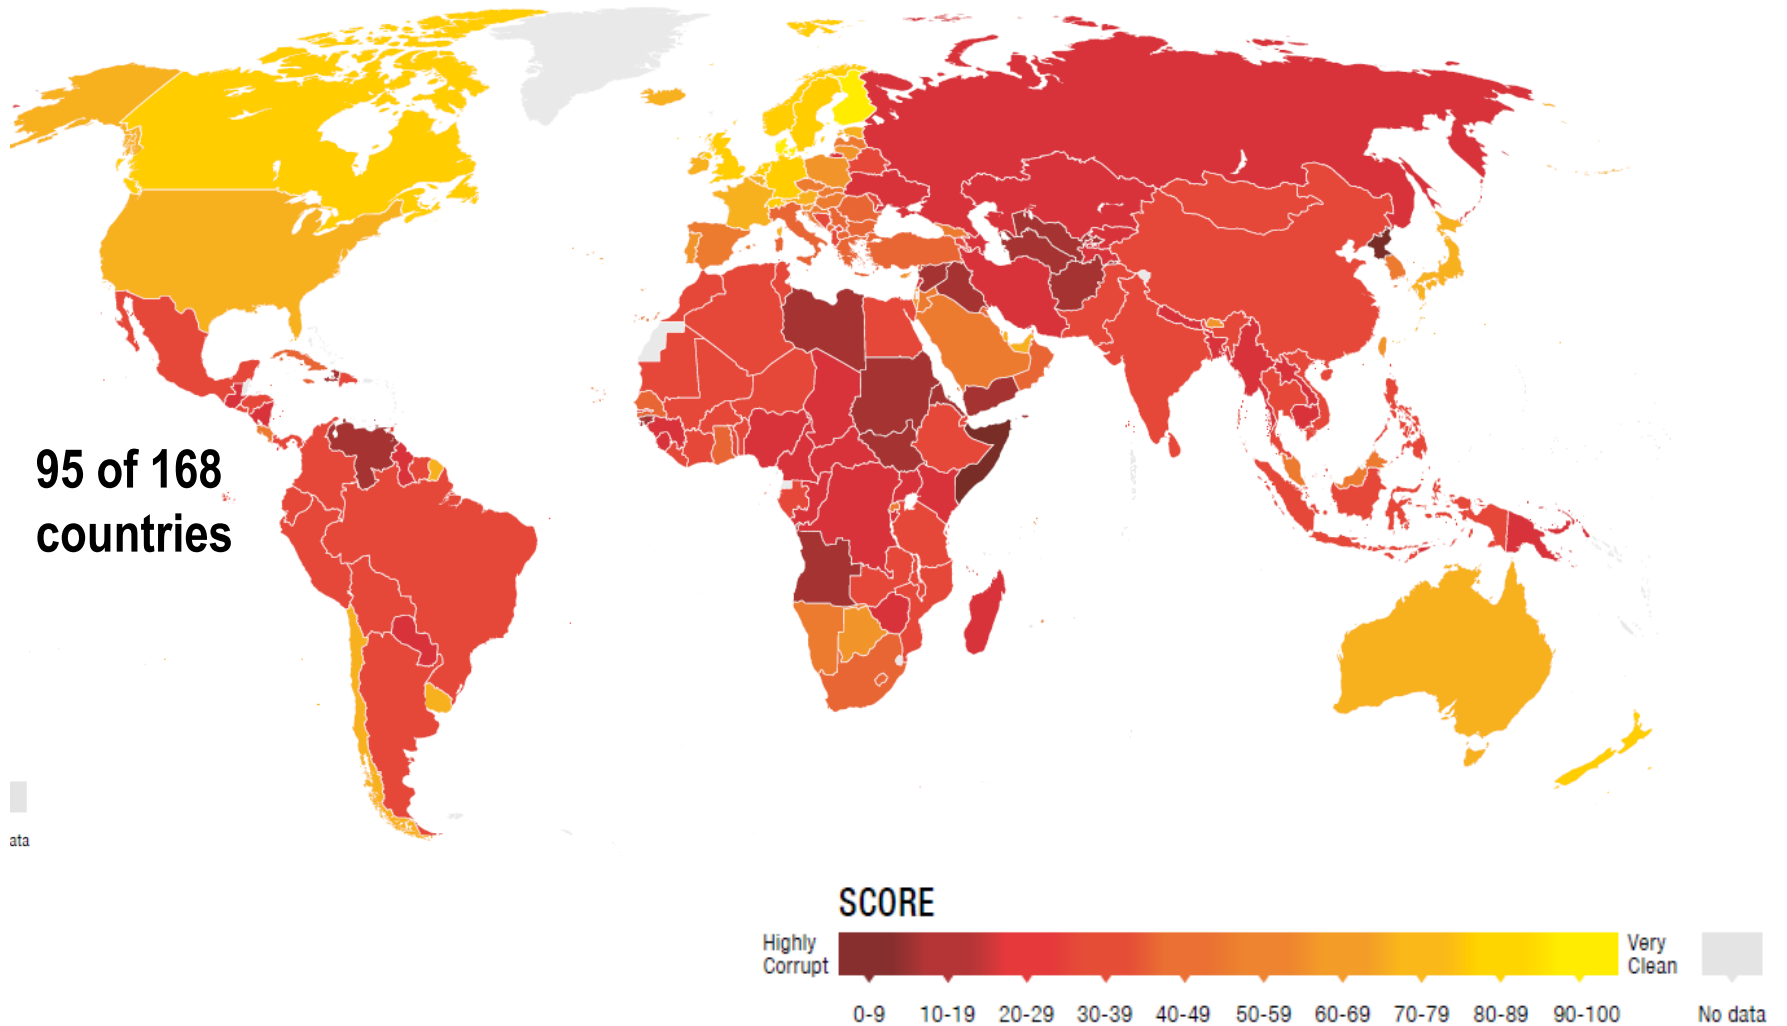 95 of 168
countries
ata
SCORE
Highly
Corrupt
Very
Clean
0-9 10-19 20-29 30-39 40-49 50-59 60-69 70-79 80-89 90-100 No data